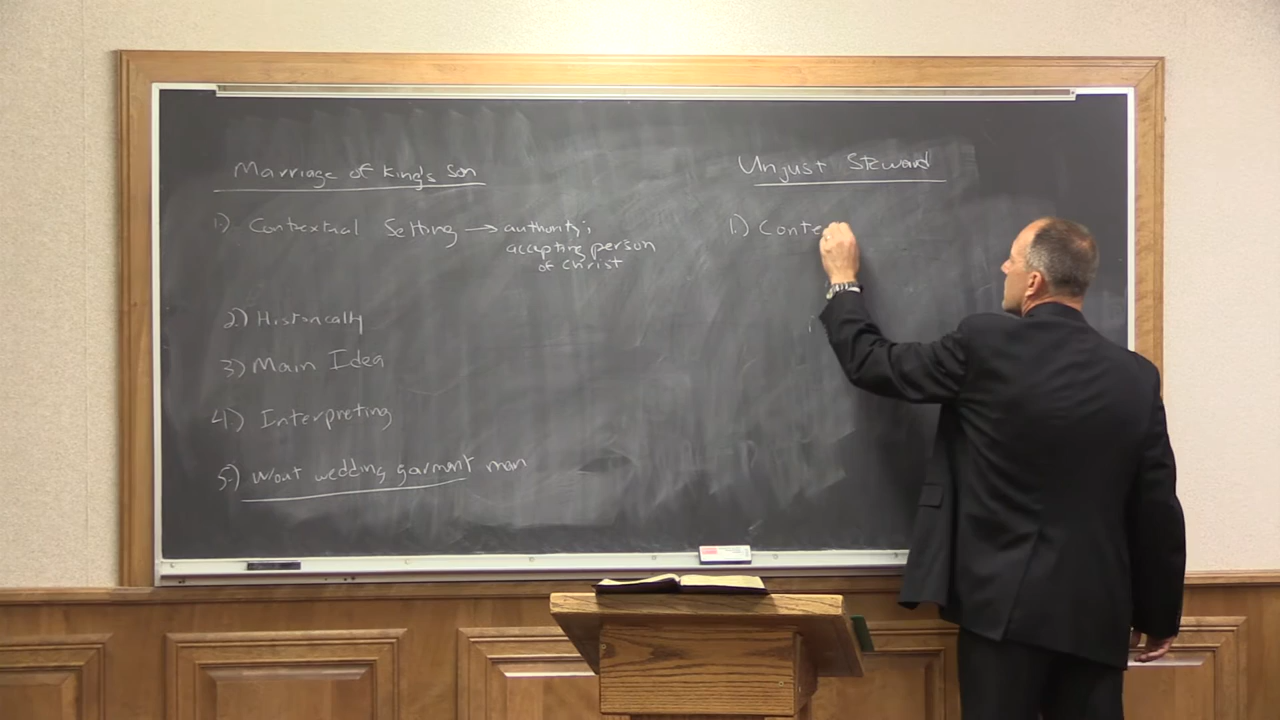 Marriage of King's Son
1.) Contextual Setting → authority;
accepting person
of Christ
2.) Historically
3.) Main Idea
4.) Interpreting
5.) w/out wedding garment man
Unjust Steward
1.) Conte